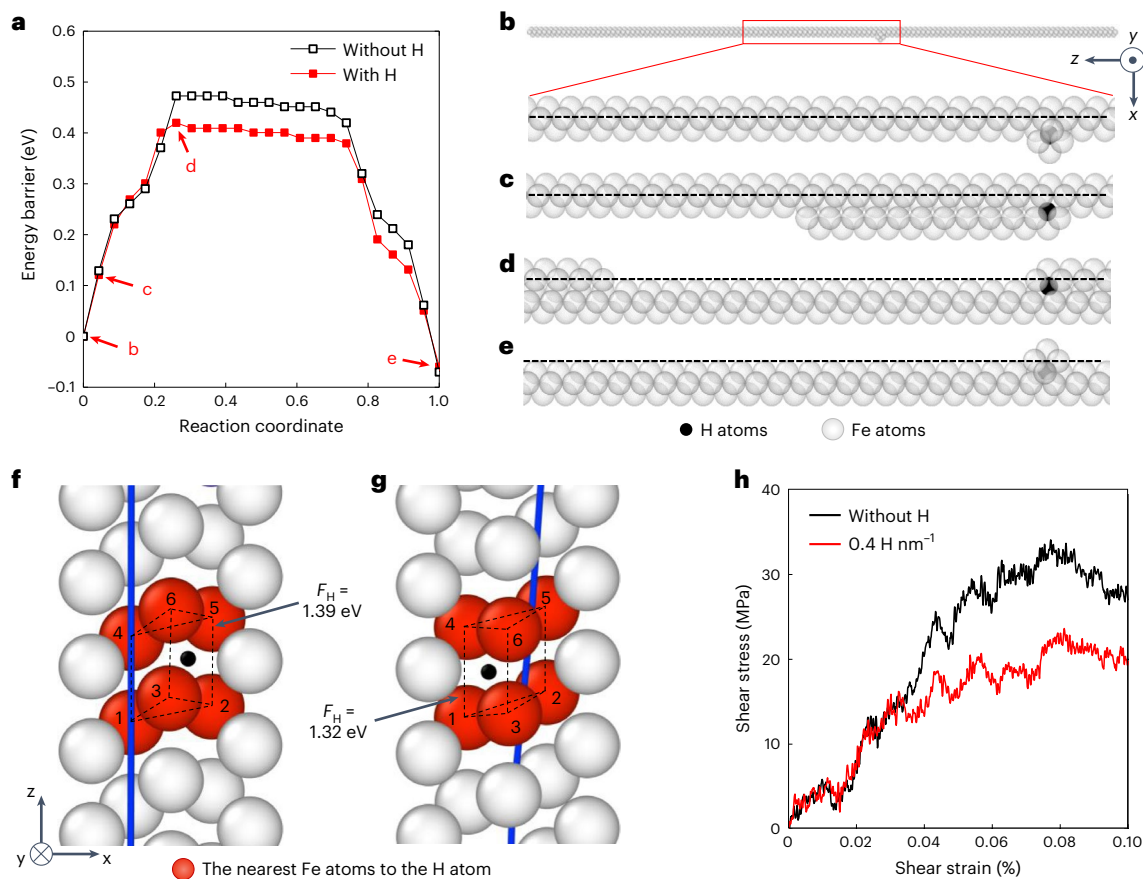 a
Energy barrier (eV)
0.6
0.5
0.4
0.3
0.2
0.1
0
−0.1
0
0.2
0.4
0.6
0.8
1.0
Reaction coordinate
Without H
With H
b
c
d
e
b
y
z
x
c
d
e
H atoms
Fe atoms
f
6
5
4
3
2
1
F_H =
1.39 eV
z
y
x
g
5
4
6
2
1
3
F_H =
1.32 eV
The nearest Fe atoms to the H atom
h
Shear stress (MPa)
40
30
20
10
0
0
0.02
0.04
0.06
0.08
0.10
Shear strain (%)
Without H
0.4 H nm⁻¹